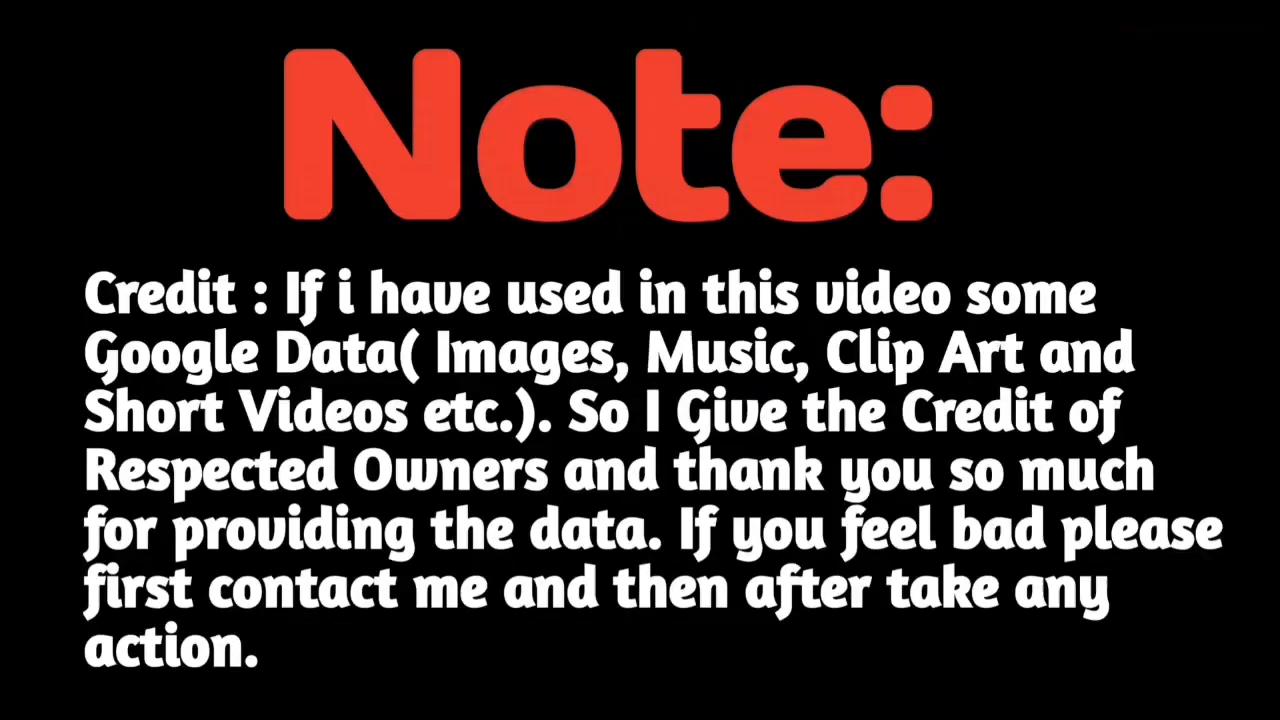 Note:
Credit : If i have used in this video some
Google Data( Images, Music, Clip Art and
Short Videos etc.). So I Give the Credit of
Respected Owners and thank you so much
for providing the data. If you feel bad please
first contact me and then after take any
action.